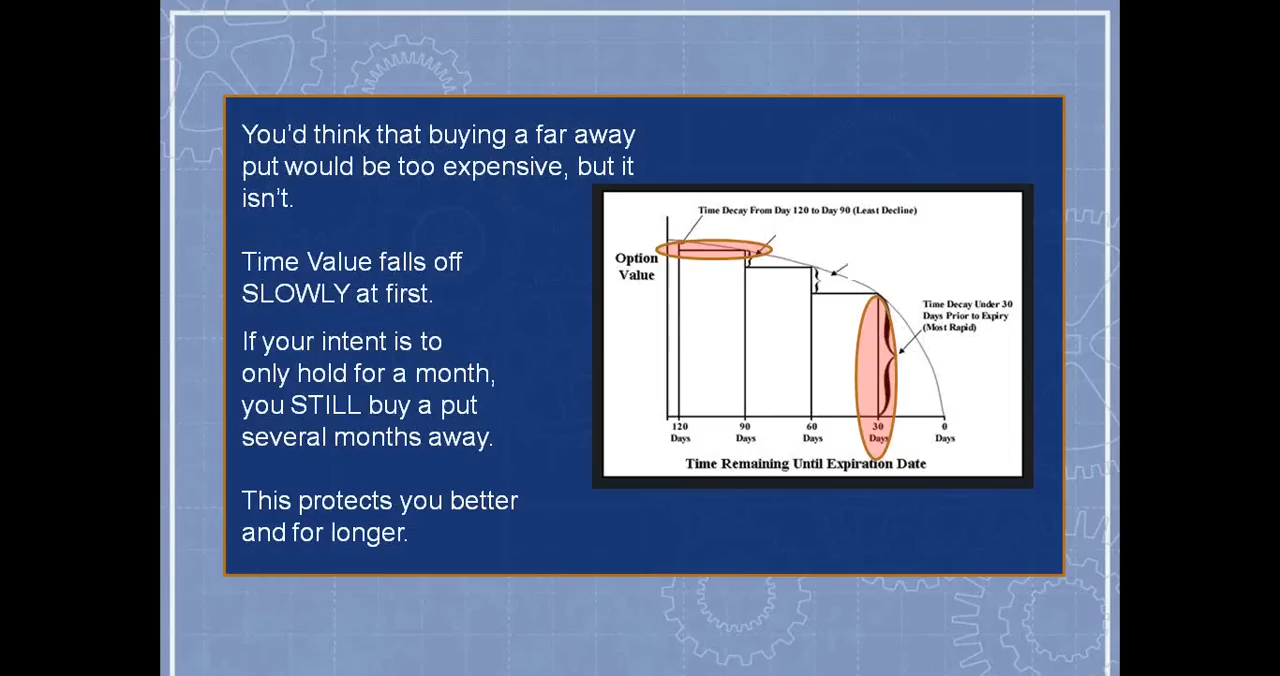 You'd think that buying a far away
put would be too expensive, but it
isn't.
Time Value falls off
SLOWLY at first.
If your intent is to
only hold for a month,
you STILL buy a put
several months away.
This protects you better
and for longer.
Time Decay From Day 120 to Day 90 (Least Decline)
Option
Value
Time Decay Under 30
Days Prior to Expiry
(Most Rapid)
120 90 60 30 0
Days Days Days Days Days
Time Remaining Until Expiration Date